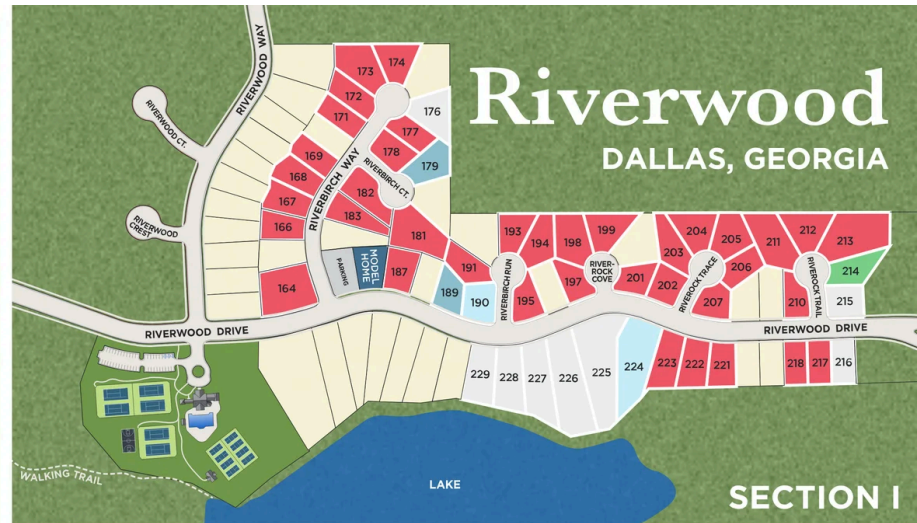 Riverwood
DALLAS, GEORGIA
RIVERWOOD WAY
RIVERWOOD CT.
RIVERWOOD
CREST
RIVERBIRCH WAY
RIVERBIRCH CT.
173
174
172
171
176
177
178
179
169
168
167
166
182
183
181
164
PARKING
MODEL
HOME
187
191
189
190
193
194
198
199
195
197
RIVERBIRCH RUN
RIVER-
ROCK
COVE
201
202
203
204
205
206
207
RIVEROCK TRACE
211
212
213
214
210
215
RIVEROCK TRAIL
RIVERWOOD DRIVE
RIVERWOOD DRIVE
229
228
227
226
225
224
223
222
221
218
217
216
WALKING TRAIL
LAKE
SECTION I